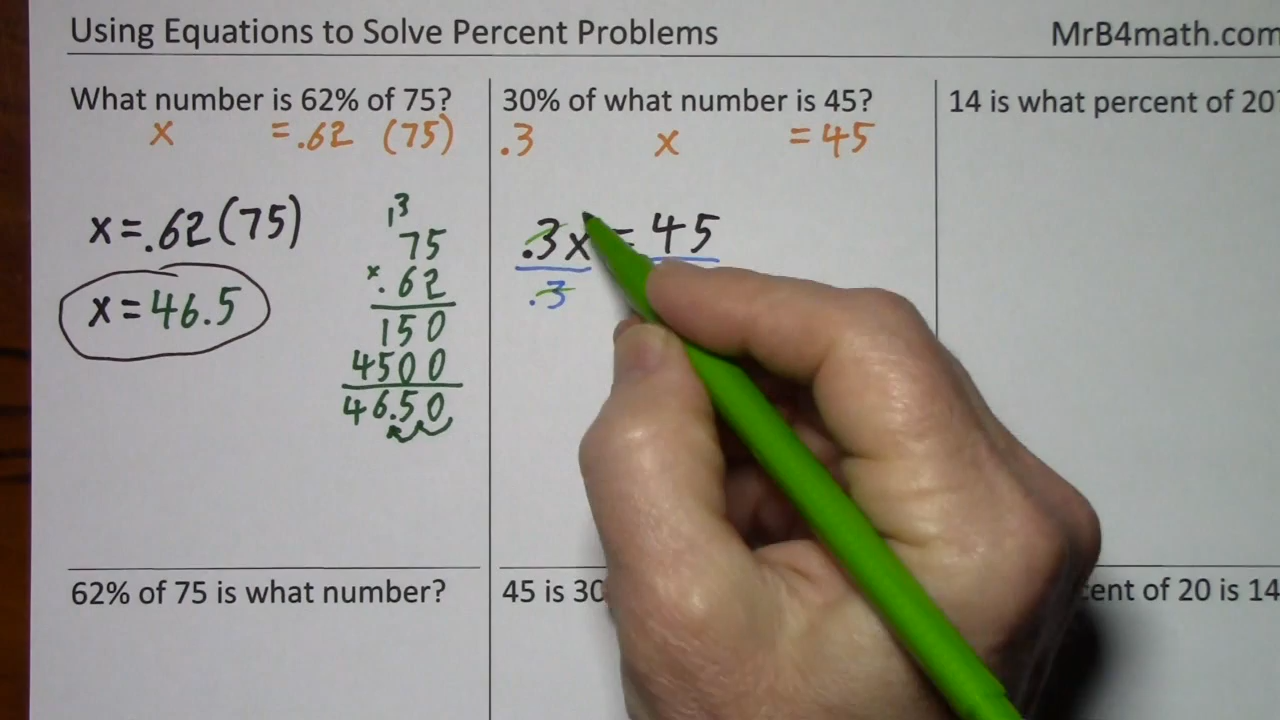 Using Equations to Solve Percent Problems
MrB4math.com
What number is 62% of 75?
x = .62 (75)
x = .62(75)
x = 46.5
13
75
x .62
150
4500
46.50
30% of what number is 45?
.3 x = 45
.3x = 45
.3
14 is what percent of 20?
62% of 75 is what number?
45 is 30
of 20 is 14